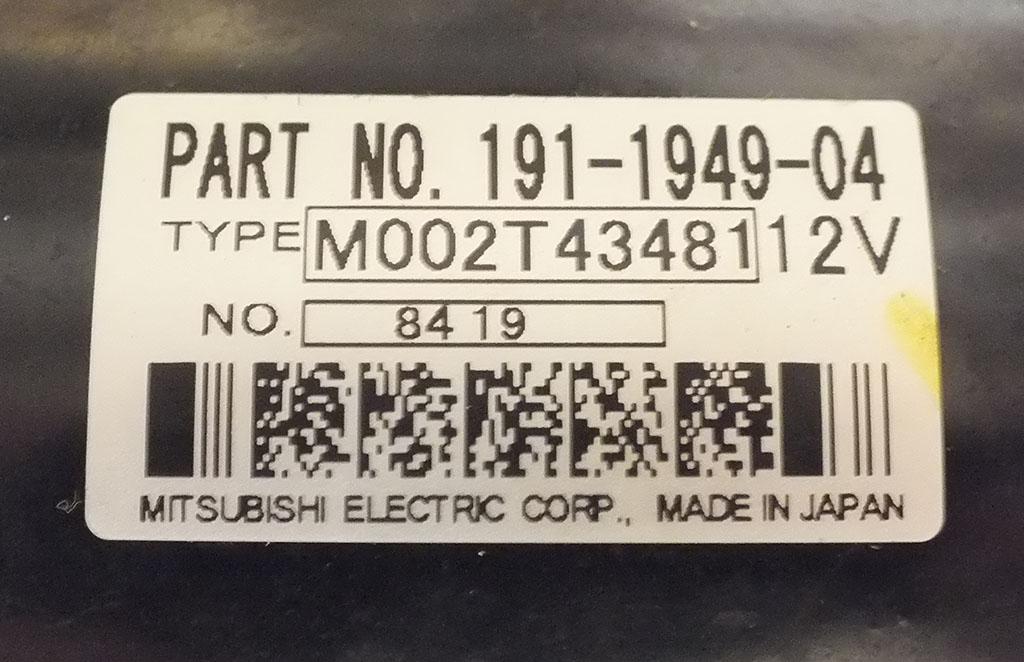 PART NO. 191-1949-04
TYPE M002T43481 12V
NO. 8419
MITSUBISHI ELECTRIC CORP., MADE IN JAPAN